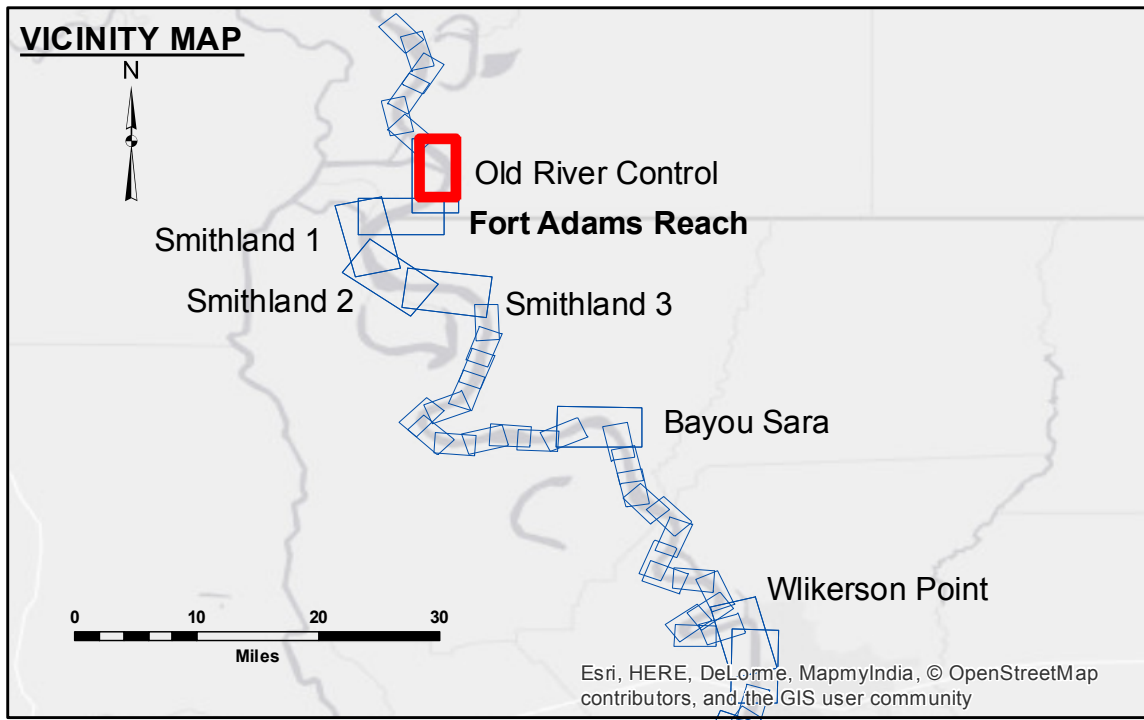 VICINITY MAP
N
Old River Control
Fort Adams Reach
Smithland 1
Smithland 2
Smithland 3
Bayou Sara
Wlikerson Point
0 10 20 30
Miles
Esri, HERE, DeLorme, MapmyIndia, © OpenStreetMap
contributors, and the GIS user community